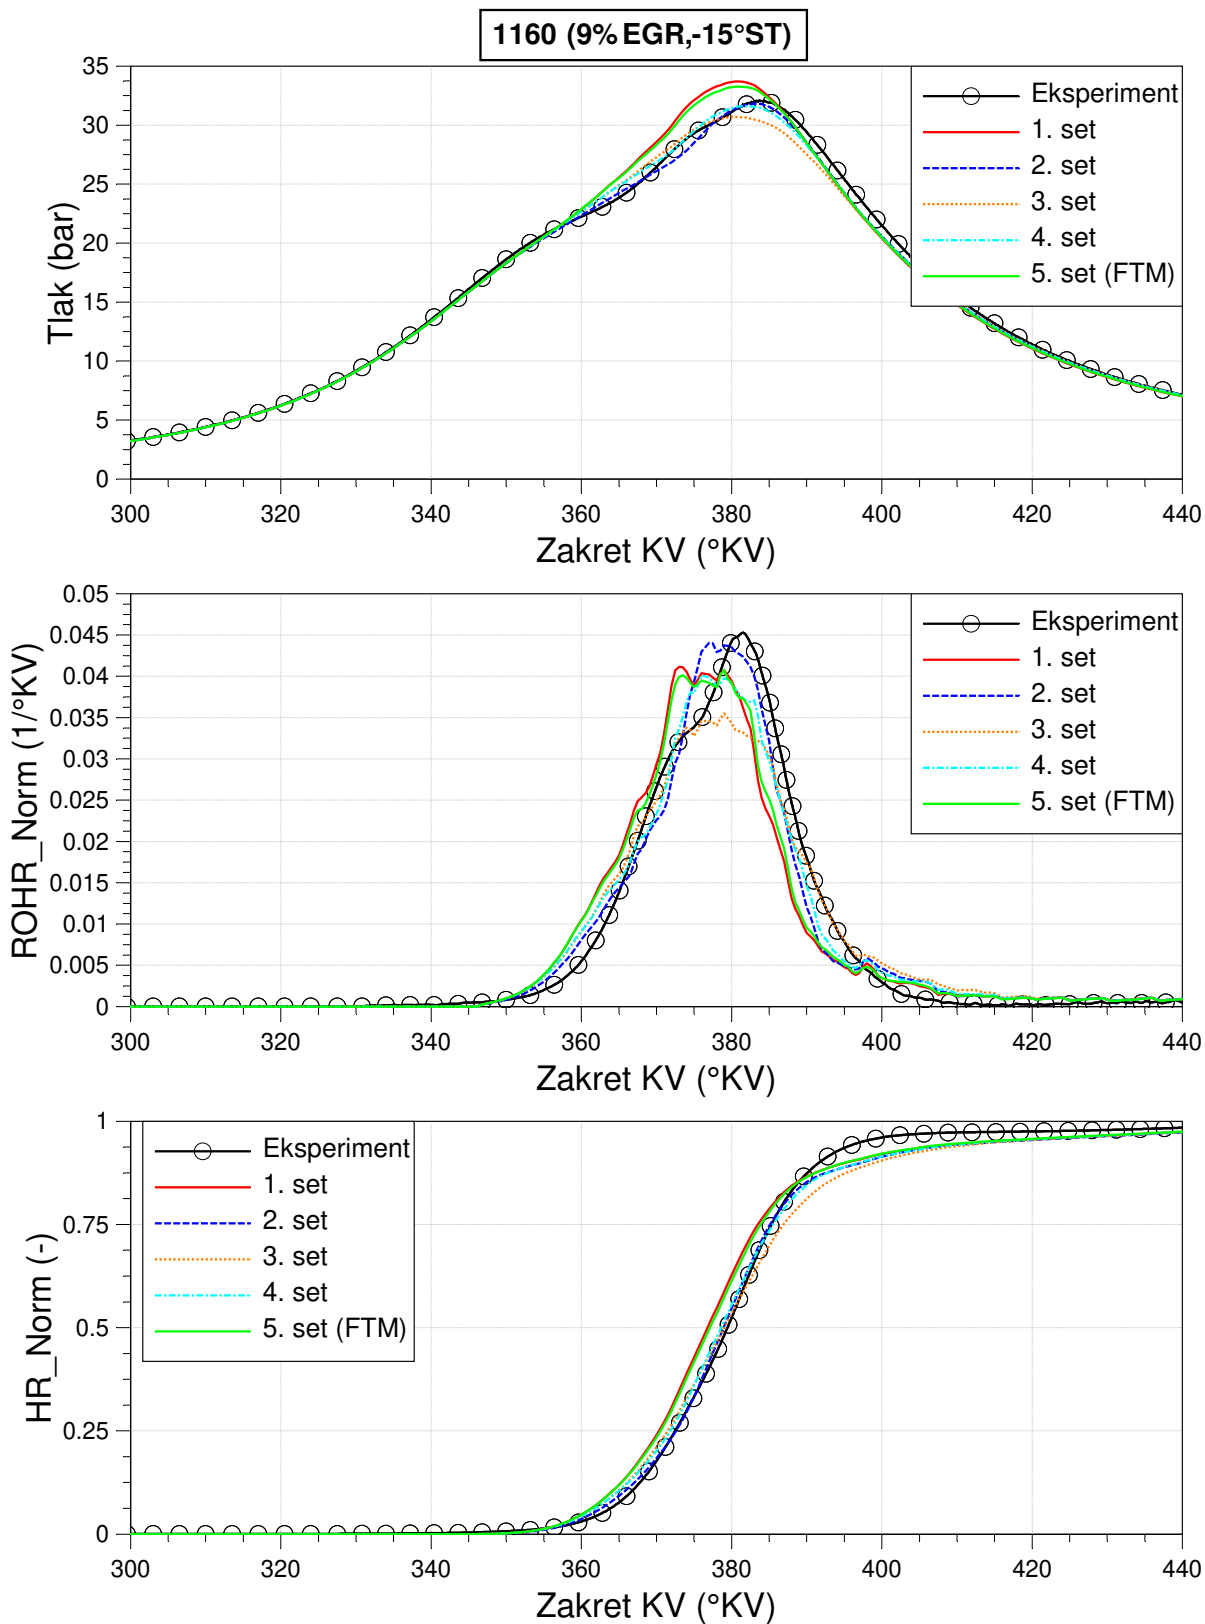 1160 (9% EGR,-15°ST)
35
30
25
20
15
10
5
0
Tlak (bar)
Eksperiment
1. set
2. set
3. set
4. set
5. set (FTM)
300 320 340 360 380 400 420 440
Zakret KV (°KV)
0.05
0.045
0.04
0.035
0.03
0.025
0.02
0.015
0.01
0.005
0
ROHR_Norm (1/°KV)
Eksperiment
1. set
2. set
3. set
4. set
5. set (FTM)
300 320 340 360 380 400 420 440
Zakret KV (°KV)
1
0.75
0.5
0.25
0
HR_Norm (-)
Eksperiment
1. set
2. set
3. set
4. set
5. set (FTM)
300 320 340 360 380 400 420 440
Zakret KV (°KV)